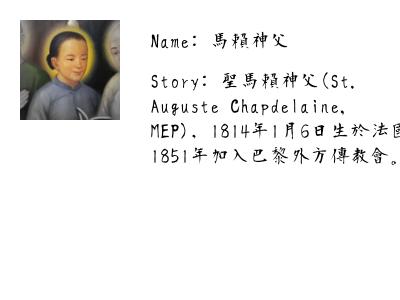 Name: 馬賴神父
Story: 聖馬賴神父(St.
Auguste Chapdelaine,
MEP), 1814年1月6日生於法國
1851年加入巴黎外方傳教會。